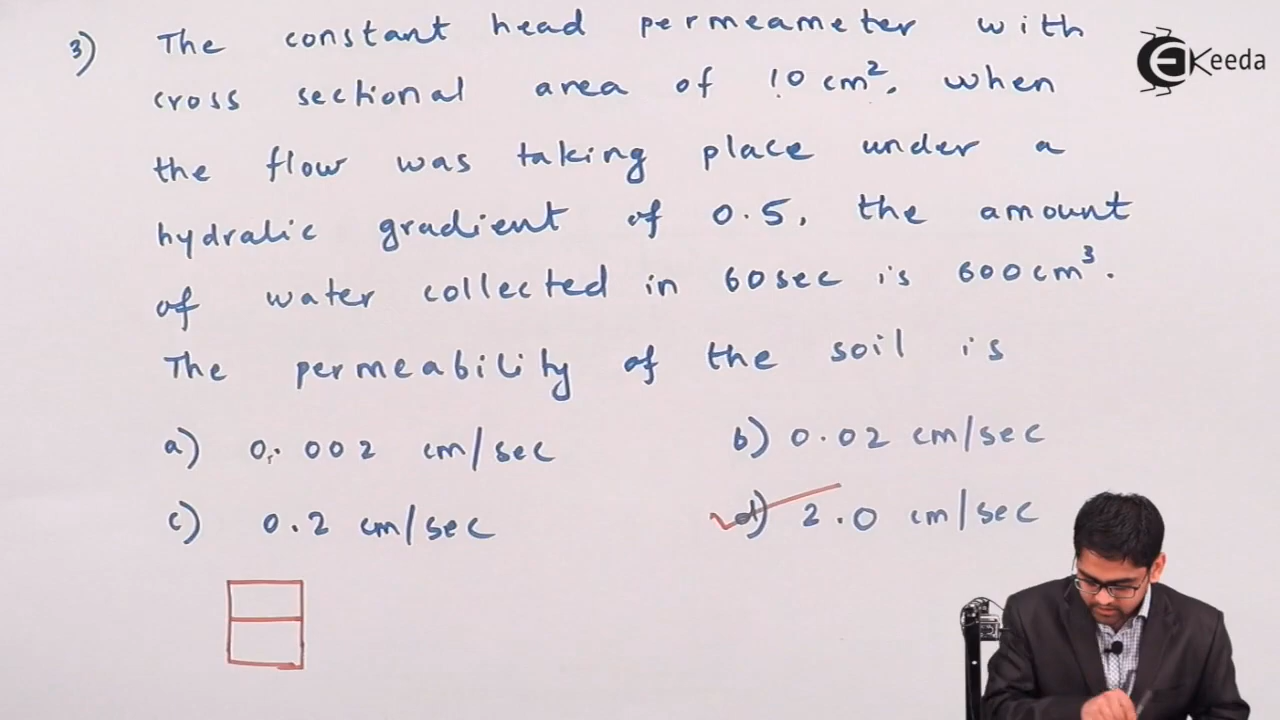 3) The constant head permeameter with
EKeeda
cross sectional area of 10 cm². when
the flow was taking place under a
hydralic gradient of 0.5, the amount
of water collected in 60sec is 600cm³.
The permeability of the soil is
a) 0.002 cm/sec
b) 0.02 cm/sec
c) 0.2 cm/sec
d) 2.0 cm/sec